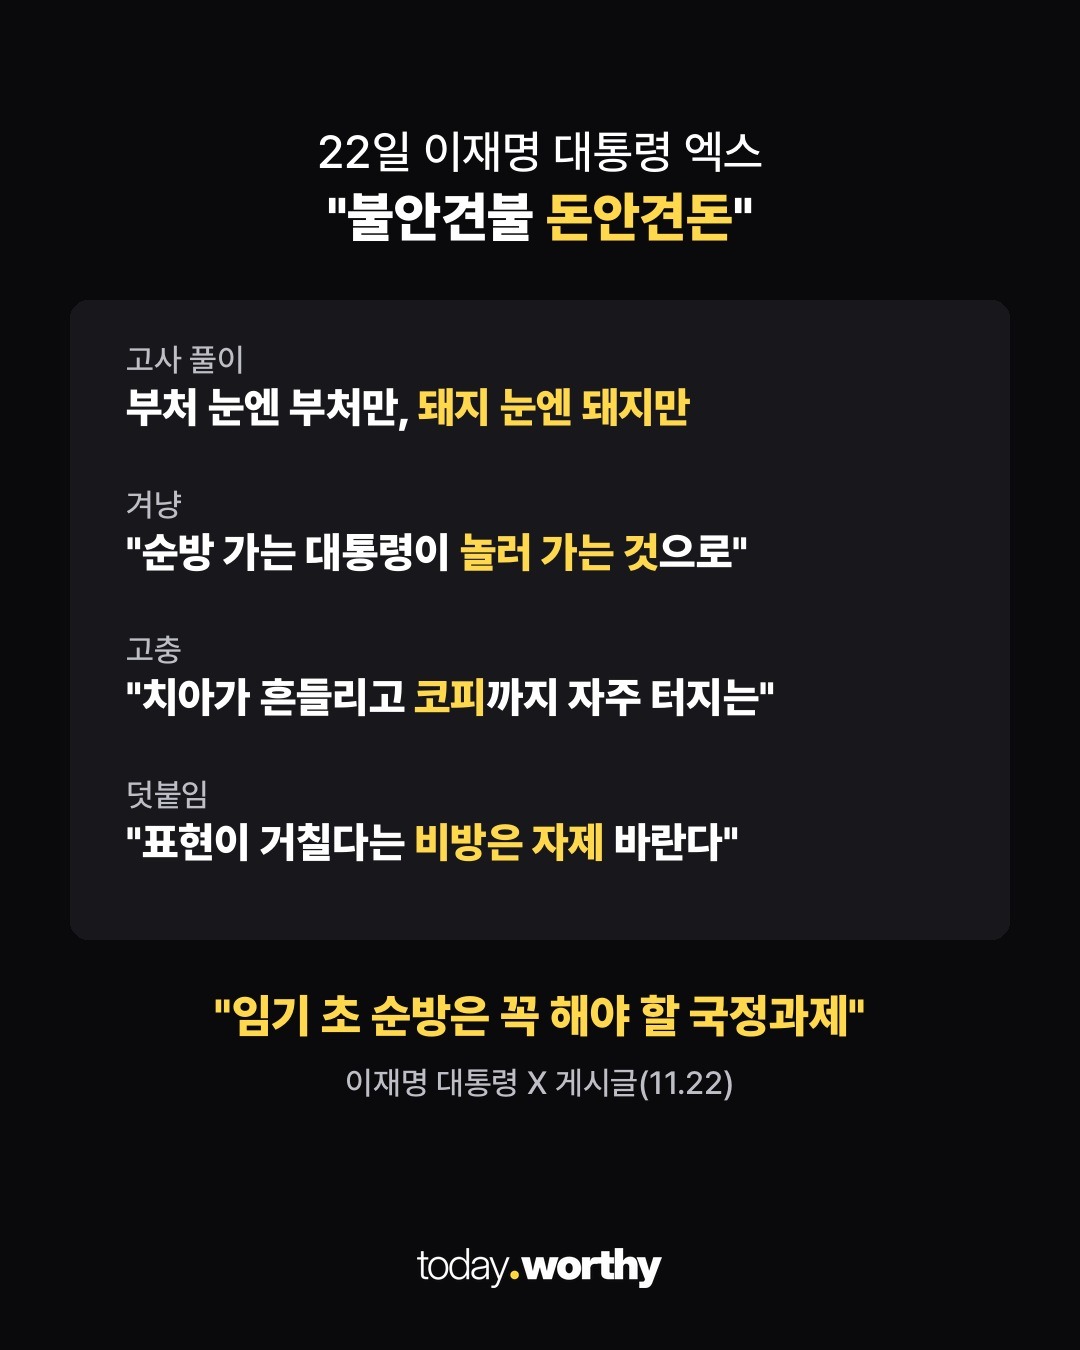 22일 이재명 대통령 엑스
"불안견불 돈안견돈"
고사 풀이
부처 눈엔 부처만, 돼지 눈엔 돼지만
겨냥
"순방 가는 대통령이 놀러 가는 것으로"
고충
"치아가 흔들리고 코피까지 자주 터지는"
덧붙임
"표현이 거칠다는 비방은 자제 바란다"
"임기 초 순방은 꼭 해야 할 국정과제"
이재명 대통령 X 게시글(11.22)
today.worthy